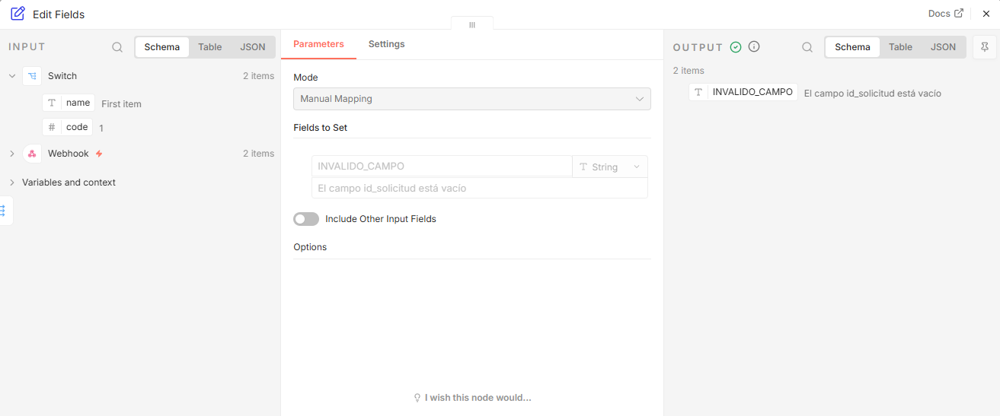 Edit Fields
Docs
INPUT
Schema Table JSON
Switch 2 items
T name First item
# code 1
Webhook 2 items
Variables and context
Parameters Settings
Mode
Manual Mapping
Fields to Set
INVALIDO_CAMPO T String
El campo id_solicitud está vacío
Include Other Input Fields
Options
I wish this node would...
OUTPUT
Schema Table JSON
2 items
T INVALIDO_CAMPO El campo id_solicitud está vacío